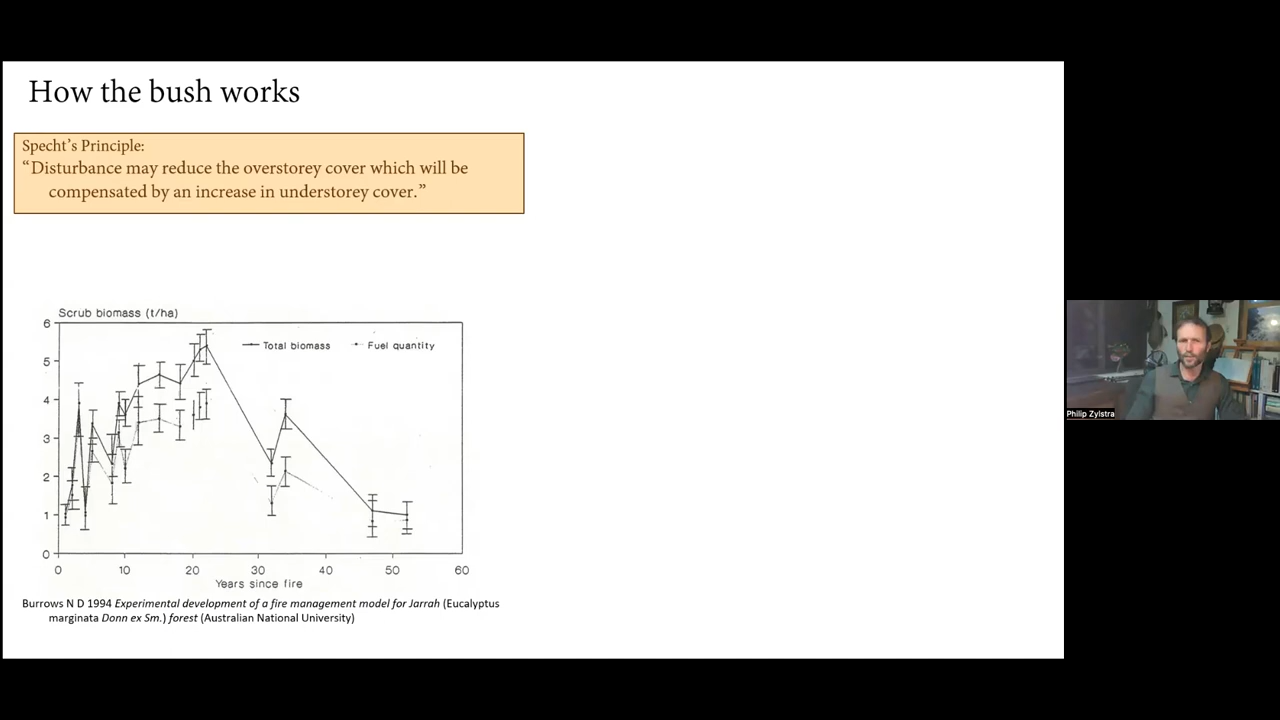 How the bush works
Specht’s Principle:
“Disturbance may reduce the overstorey cover which will be
compensated by an increase in understorey cover.”
Scrub biomass (t/ha)
6
Total biomass
Fuel quantity
5
4
3
2
1
0
0 10 20 30 40 50 60
Years since fire
Burrows N D 1994 Experimental development of a fire management model for Jarrah (Eucalyptus
marginata Donn ex Sm.) forest (Australian National University)
Philip Zylstra